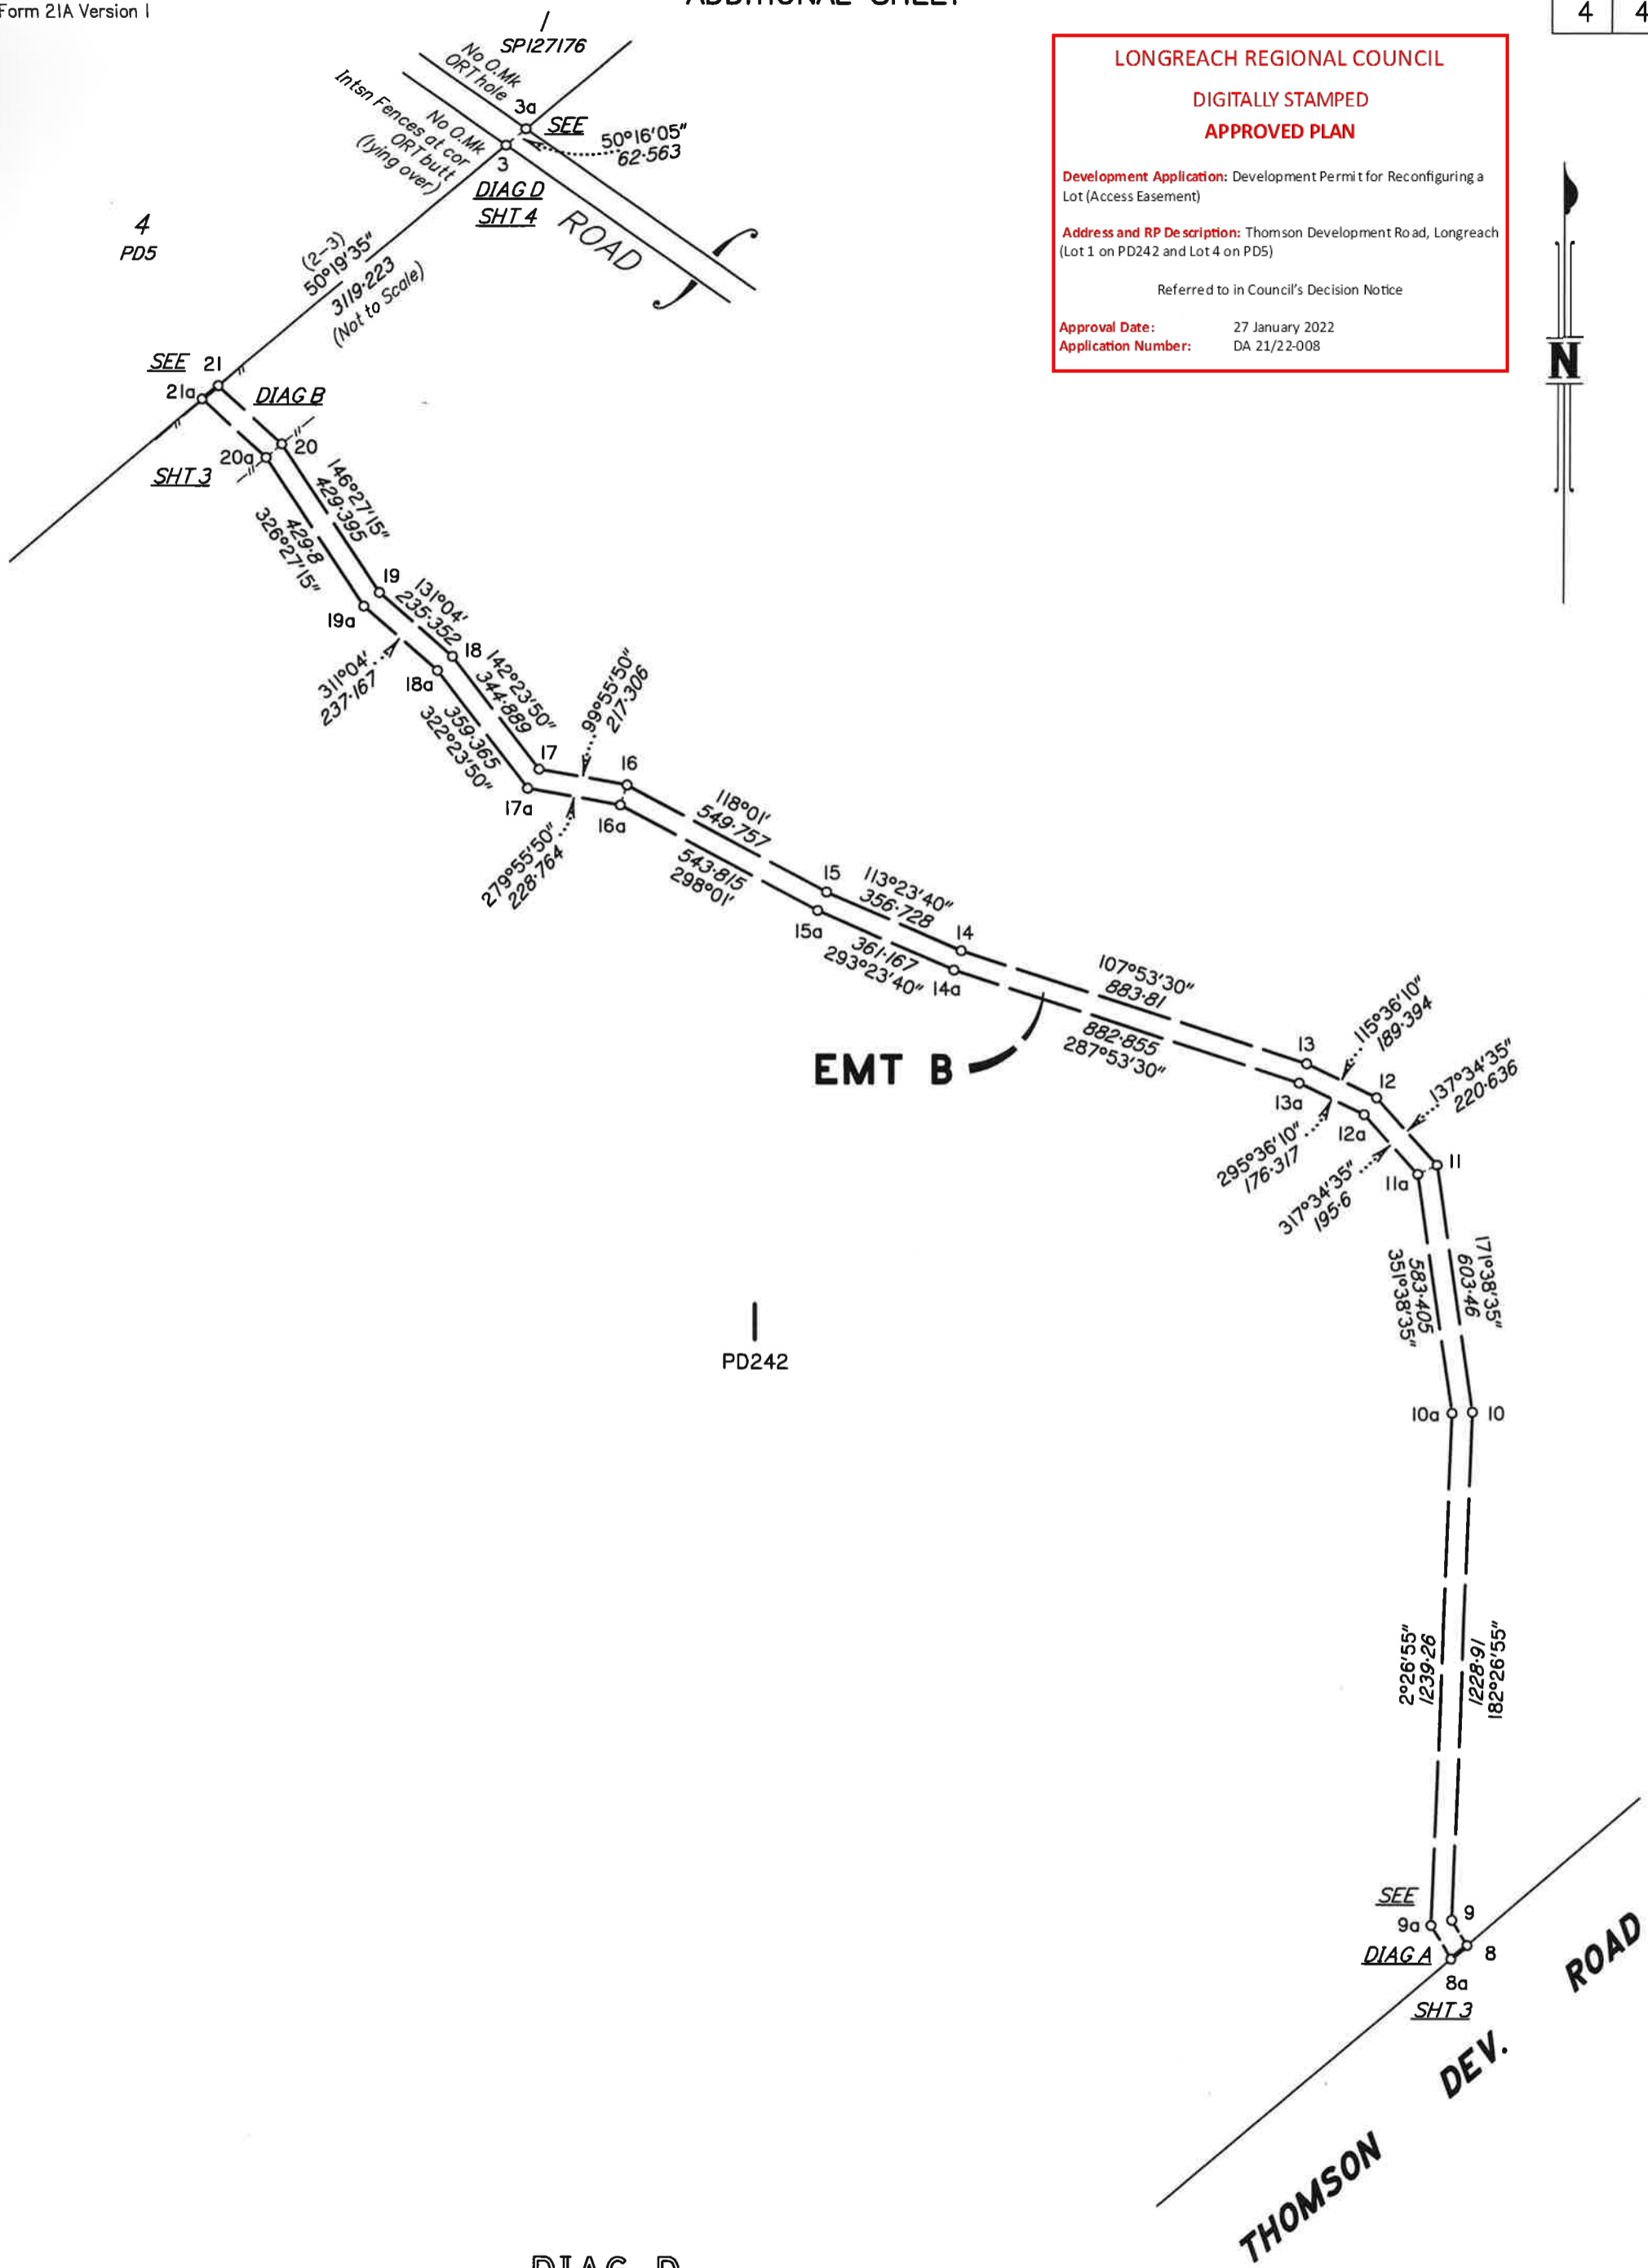 Form 21A Version 1
ADDITIONAL SHEET
4 4
LONGREACH REGIONAL COUNCIL
DIGITALLY STAMPED
APPROVED PLAN
Development Application: Development Permit for Reconfiguring a
Lot (Access Easement)
Address and RP Description: Thomson Development Road, Longreach
(Lot 1 on PD242 and Lot 4 on PD5)
Referred to in Council's Decision Notice
Approval Date: 27 January 2022
Application Number: DA 21/22-008
N
1
SP127176
No O.Mk
ORT hole
3a
SEE
50°16'05"
62·563
Intsn Fences at cor
No O.Mk
ORT butt
(lying over)
3
DIAG D
SHT 4
ROAD
4
PD5
(2-3)
50°19'35"
3119·223
(Not to Scale)
SEE 21
21a
DIAG B
20
20a
SHT 3
146°27'15"
429·395
429·8
326°27'15"
19
19a
131°04'
235·352
311°04'
237·167
18
18a
142°23'50"
344·889
359·365
322°23'50"
99°55'50"
217·306
17
17a
16
16a
279°55'50"
228·764
118°01'
549·757
543·815
298°01'
15
15a
113°23'40"
356·728
361·167
293°23'40"
14
14a
107°53'30"
883·81
882·855
287°53'30"
EMT B
13
13a
115°36'10"
189·394
295°36'10"
176·317
12
12a
137°34'35"
220·636
317°34'35"
195·6
11
11a
171°38'35"
603·46
583·405
351°38'35"
1
PD242
10a
10
2°26'55"
1239·26
1228·91
182°26'55"
SEE
9a
9
DIAG A
8
8a
SHT 3
THOMSON DEV. ROAD
DIAG D